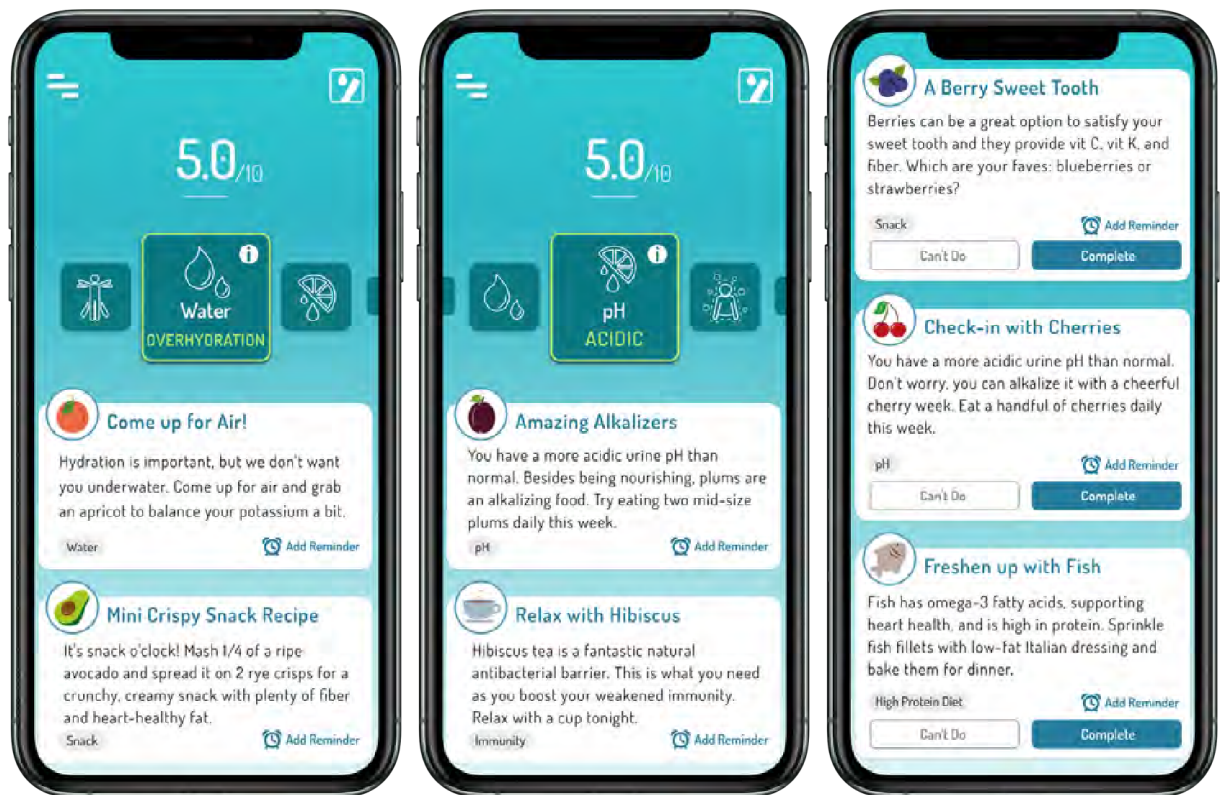 5.0/10
Water
OVERHYDRATION
Come up for Air!
Hydration is important, but we don't want
you underwater. Come up for air and grab
an apricot to balance your potassium a bit.
Water
Add Reminder
Mini Crispy Snack Recipe
It's snack o'clock! Mash 1/4 of a ripe
avocado and spread it on 2 rye crisps for a
crunchy, creamy snack with plenty of fiber
and heart-healthy fat.
Snack
Add Reminder
5.0/10
pH
ACIDIC
Amazing Alkalizers
You have a more acidic urine pH than
normal. Besides being nourishing, plums are
an alkalizing food. Try eating two mid-size
plums daily this week.
pH
Add Reminder
Relax with Hibiscus
Hibiscus tea is a fantastic natural
antibacterial barrier. This is what you need
as you boost your weakened immunity.
Relax with a cup tonight.
Immunity
Add Reminder
A Berry Sweet Tooth
Berries can be a great option to satisfy your
sweet tooth and they provide vit C, vit K, and
fiber. Which are your faves: blueberries or
strawberries?
Snack
Add Reminder
Can't Do
Complete
Check-in with Cherries
You have a more acidic urine pH than normal.
Don't worry, you can alkalize it with a cheerful
cherry week. Eat a handful of cherries daily
this week.
pH
Add Reminder
Can't Do
Complete
Freshen up with Fish
Fish has omega-3 fatty acids, supporting
heart health, and is high in protein. Sprinkle
fish fillets with low-fat Italian dressing and
bake them for dinner.
High Protein Diet
Add Reminder
Can't Do
Complete